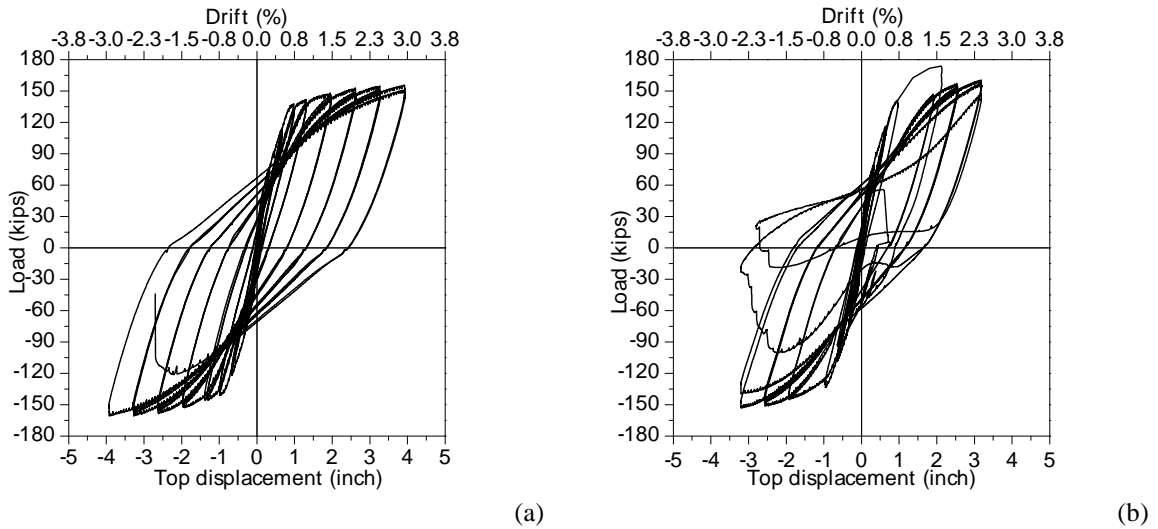 Drift (%)
-3.8 -3.0 -2.3 -1.5 -0.8 0.0 0.8 1.5 2.3 3.0 3.8
180
150
120
90
60
30
0
-30
-60
-90
-120
-150
-180
Load (kips)
-5 -4 -3 -2 -1 0 1 2 3 4 5
Top displacement (inch)
(a)
Drift (%)
-3.8 -3.0 -2.3 -1.5 -0.8 0.0 0.8 1.5 2.3 3.0 3.8
180
150
120
90
60
30
0
-30
-60
-90
-120
-150
-180
Load (kips)
-5 -4 -3 -2 -1 0 1 2 3 4 5
Top displacement (inch)
(b)